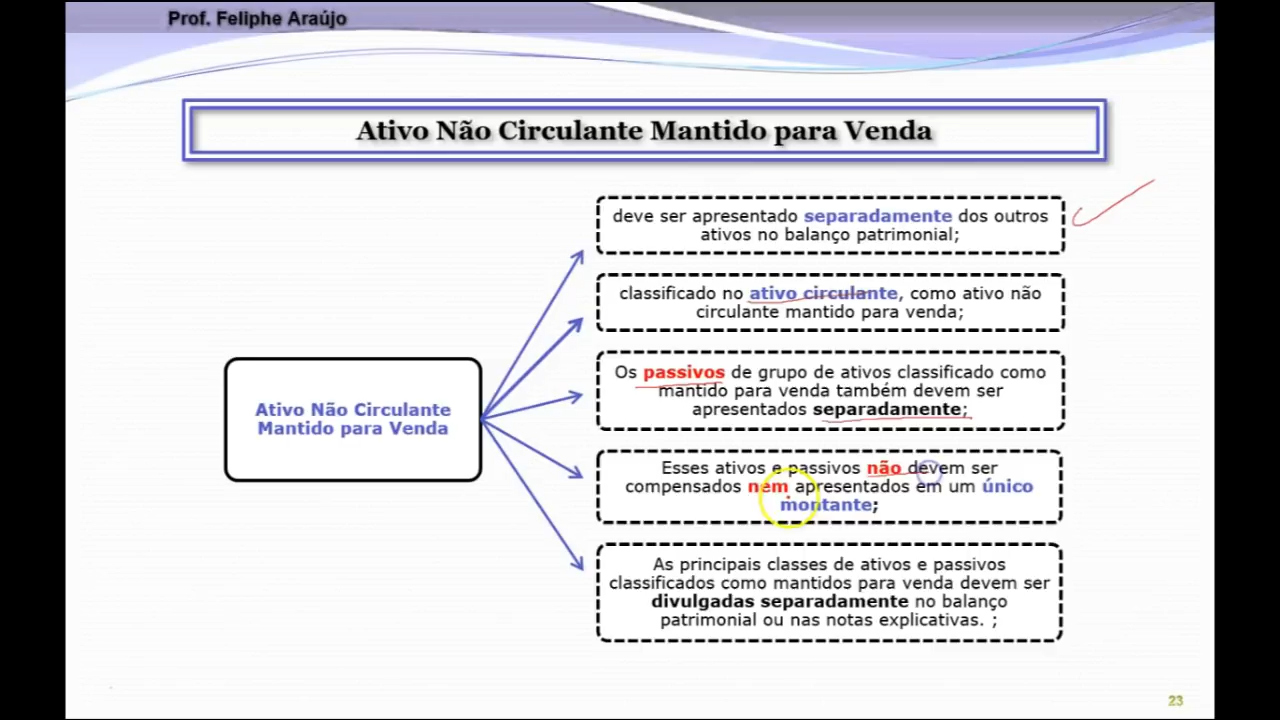 Prof. Feliphe Araújo
Ativo Não Circulante Mantido para Venda
deve ser apresentado separadamente dos outros
ativos no balanço patrimonial;
classificado no ativo circulante, como ativo não
circulante mantido para venda;
Os passivos de grupo de ativos classificado como
mantido para venda também devem ser
apresentados separadamente;
Ativo Não Circulante
Mantido para Venda
Esses ativos e passivos não devem ser
compensados nem apresentados em um único
montante;
As principais classes de ativos e passivos
classificados como mantidos para venda devem ser
divulgadas separadamente no balanço
patrimonial ou nas notas explicativas. ;
23